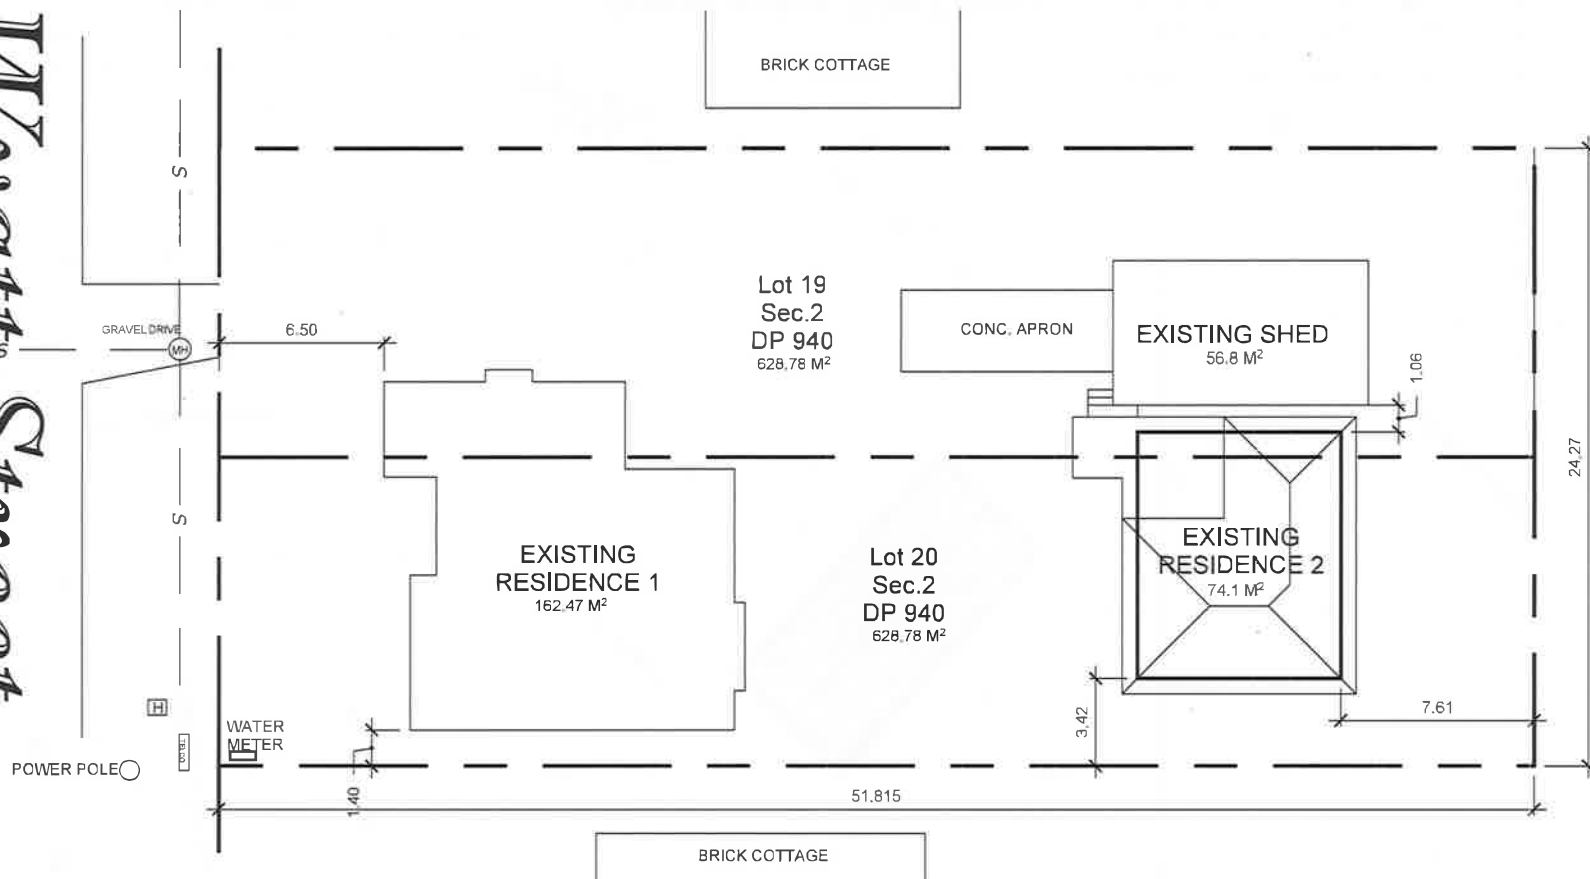 BRICK COTTAGE
S
Lot 19
Sec.2
DP 940
628.78 M²
GRAVEL DRIVE
MH
6.50
CONC. APRON
EXISTING SHED
56.8 M²
1.06
24.27
S
S
EXISTING
RESIDENCE 1
162.47 M²
Lot 20
Sec.2
DP 940
628.78 M²
EXISTING
RESIDENCE 2
74.1 M²
H
WATER
METER
3.42
7.61
POWER POLE
1.40
51.815
BRICK COTTAGE
Street